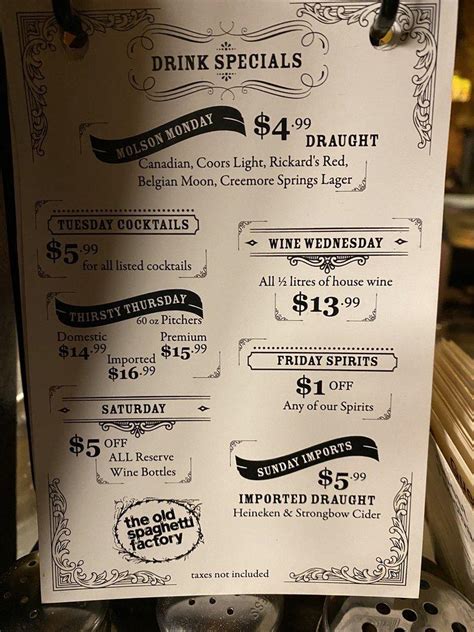 DRINK SPECIALS
MOLSON MONDAY
$4.99 DRAUGHT
Canadian, Coors Light, Rickard's Red,
Belgian Moon, Creemore Springs Lager
TUESDAY COCKTAILS
$5.99
for all listed cocktails
WINE WEDNESDAY
All ½ litres of house wine
$13.99
THIRSTY THURSDAY
60 oz Pitchers
Domestic
$14.99
Imported
$16.99
Premium
$15.99
FRIDAY SPIRITS
$1 OFF
Any of our Spirits
SATURDAY
$5 OFF
ALL Reserve
Wine Bottles
SUNDAY IMPORTS
$5.99
IMPORTED DRAUGHT
Heineken & Strongbow Cider
the old
spaghetti
factory
taxes not included